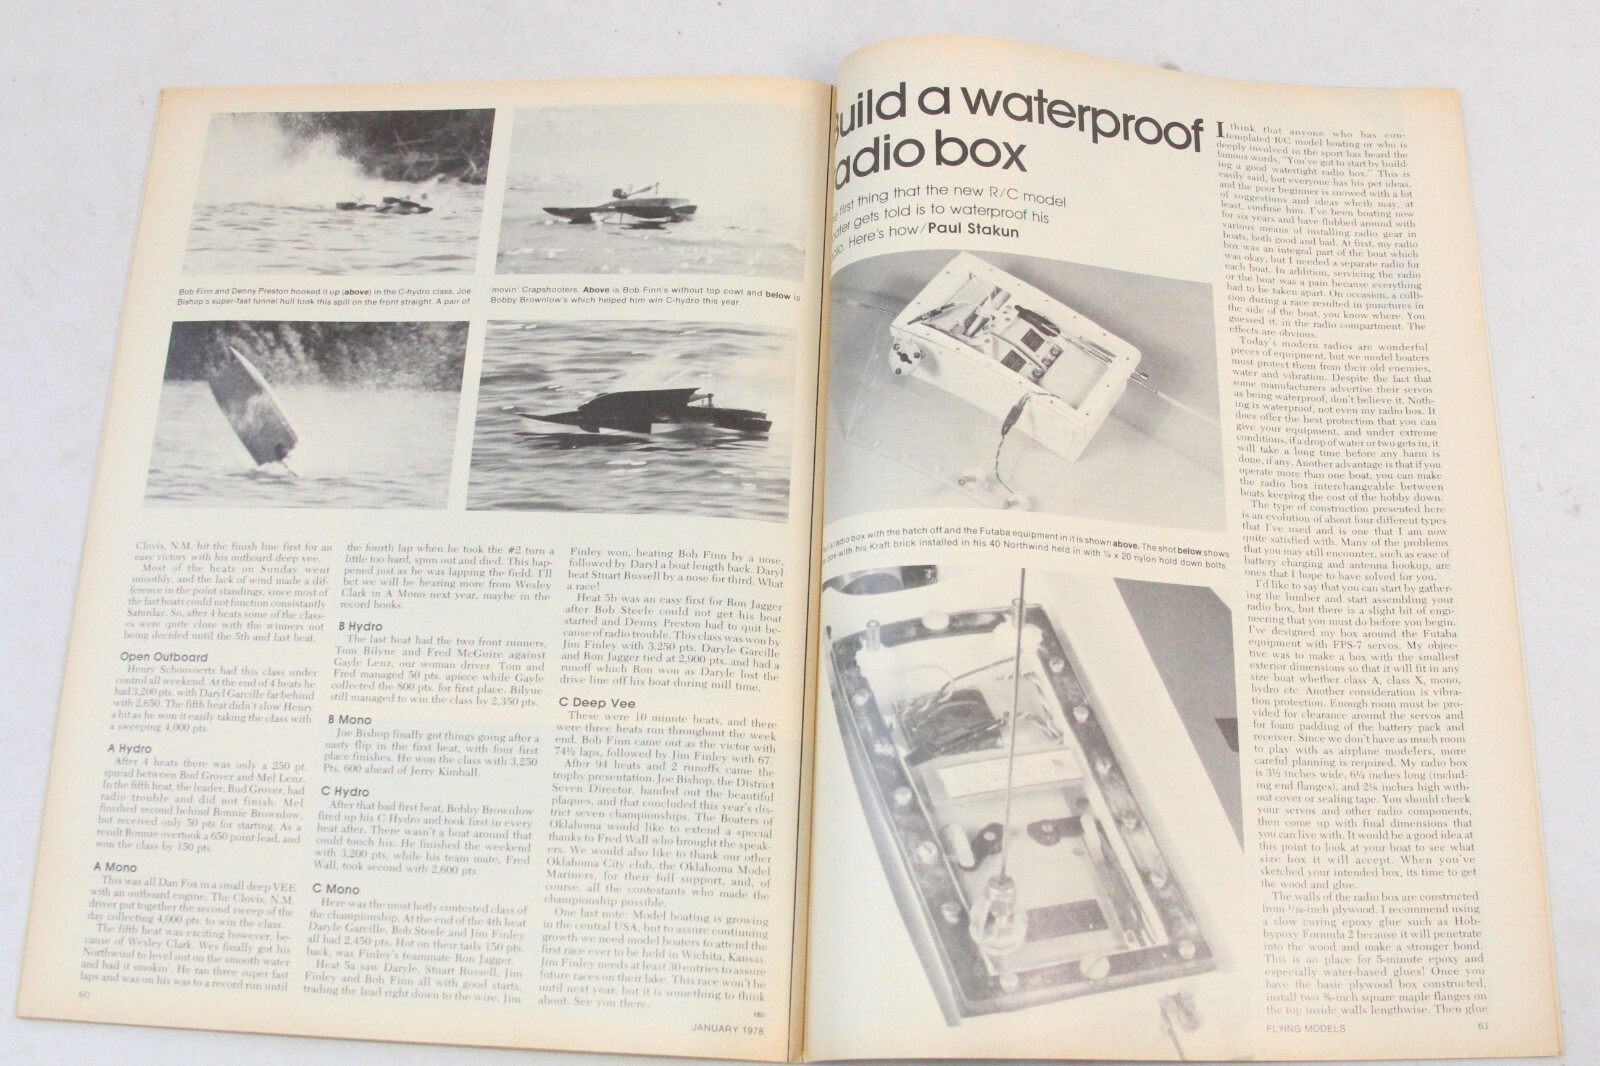 Bob Finn and Denny Preston hooked it up (above) in the C-hydro class. Joe
Bishop's super-fast tunnel hull took this spill on the front straight. A pair of
movin' Crapshooters. Above is Bob Finn's without top cowl and below is
Bobby Brownlow's which helped him win C-hydro this year.
Clovis, N.M. hit the finish line first for an
easy victory with his outboard deep vee.
Most of the heats on Sunday went
smoothly, and the lack of wind made a dif-
ference in the point standings, since most of
the fast boats could not function consistantly
Saturday. So, after 4 heats some of the class-
es were quite close with the winners not
being decided until the 5th and last heat.
Open Outboard
Henry Schoovoerts had this class under
control all weekend. At the end of 4 heats he
had 3,200 pts. with Daryl Garcille far behind
with 2,650. The fifth heat didn't slow Henry
a bit as he won it easily taking the class with
a sweeping 4,000 pts.
A Hydro
After 4 heats there was only a 250 pt.
spread between Bud Grover and Mel Lenz.
In the fifth heat, the leader, Bud Grover, had
radio trouble and did not finish. Mel
finished second behind Ronnie Brownlow,
but received only 50 pts for starting. As a
result Ronnie overtook a 650 point lead, and
won the class by 150 pts.
A Mono
This was all Dan Fox in a small deep VEE
with an outboard engine. The Clovis, N.M.
driver put together the second sweep of the
day collecting 4,000 pts. to win the class.
The fifth heat was exciting however, be-
cause of Wesley Clark. Wes finally got his
Northwind to level out on the smooth water
and had it smokin'. He ran three super fast
laps and was on his was to a record run until
60
the fourth lap when he took the #2 turn a
little too hard, spun out and died. This hap-
pened just as he was lapping the field. I'll
bet we will be hearing more from Wesley
Clark in A Mono next year, maybe in the
record books.
B Hydro
The last heat had the two front runners,
Tom Bilyue and Fred McGuire against
Gayle Lenz, our woman driver. Tom and
Fred managed 50 pts. apiece while Gayle
collected the 800 pts. for first place. Bilyue
still managed to win the class by 2,350 pts.
B Mono
Joe Bishop finally got things going after a
nasty flip in the first heat, with four first
place finishes. He won the class with 3,250
Pts, 600 ahead of Jerry Kimball.
C Hydro
After that bad first heat, Bobby Brownlow
fired up his C Hydro and took first in every
heat after. There wasn't a boat around that
could touch his. He finished the weekend
with 3,200 pts, while his team mate, Fred
Wall, took second with 2,600 pts.
C Mono
Here was the most hotly contested class of
the championship. At the end of the 4th heat
Daryle Garcille, Bob Steele and Jim Finley
all had 2,450 pts. Hot on their tails 150 pts.
back, was Finley's teammate Ron Jagger.
Heat 5a saw Daryle, Stuart Russell, Jim
Finley and Bob Finn all with good starts,
trading the lead right down to the wire. Jim
Finley won, beating Bob Finn by a nose,
followed by Daryl a boat length back. Daryl
beat Stuart Russell by a nose for third. What
a race!
Heat 5b was an easy first for Ron Jagger
after Bob Steele could not get his boat
started and Denny Preston had to quit be-
cause of radio trouble. This class was won by
Jim Finley with 3,250 pts. Daryle Garcille
and Ron Jagger tied at 2,900 pts. and had a
runoff which Ron won as Daryle lost the
drive line off his boat during mill time.
C Deep Vee
These were 10 minute heats, and there
were three heats run throughout the week
end. Bob Finn came out as the victor with
74½ laps, followed by Jim Finley with 67.
After 94 heats and 2 runoffs came the
trophy presentation. Joe Bishop, the District
Seven Director, handed out the beautiful
plaques, and that concluded this year's dis-
trict seven championships. The Boaters of
Oklahoma would like to extend a special
thanks to Fred Wall who brought the speak-
ers. We would also like to thank our other
Oklahoma City club, the Oklahoma Model
Mariners, for their full support, and, of
course, all the contestants who made the
championship possible.
One last note: Model boating is growing
in the central USA, but to assure continuing
growth we need model boaters to attend the
first race ever to be held in Wichita, Kansas.
Jim Finley needs at least 30 entries to assure
future races on their lake. This race won't be
until next year, but it is something to think
about. See you there.
JANUARY 1978
uild a waterproof
adio box
first thing that the new R/C model
gets told is to waterproof his
Here's how/Paul Stakun
radio box with the hatch off and the Futaba equipment in it is shown above. The shot below shows
box with his Kraft brick installed in his 40 Northwind held in with ¼ x 20 nylon hold down bolts.
I think that anyone who has con-
templated R/C model boating or who is
deeply involved in the sport has heard the
famous words, "You've got to start by build-
ing a good watertight radio box." This is
easily said, but everyone has his pet ideas,
and the poor beginner is snowed with a lot
of suggestions and ideas whcih may, at
least, confuse him. I've been boating now
for six years and have flubbed around with
various means of installing radio gear in
boats, both good and bad. At first, my radio
box was an integral part of the boat which
was okay, but I needed a separate radio for
each boat. In addition, servicing the radio
or the boat was a pain because everything
had to be taken apart. On occasion, a colli-
sion during a race resulted in punctures in
the side of the boat, you know where. You
guessed it, in the radio compartment. The
effects are obvious.
Today's modern radios are wonderful
pieces of equipment, but we model boaters
must protect them from their old enemies,
water and vibration. Despite the fact that
some manufacturers advertise their servos
as being waterproof, don't believe it. Noth-
ing is waterproof, not even my radio box. It
does offer the best protection that you can
give your equipment, and under extreme
conditions, if a drop of water or two gets in, it
will take a long time before any harm is
done, if any. Another advantage is that if you
operate more than one boat, you can make
the radio box interchangeable between
boats keeping the cost of the hobby down.
The type of construction presented here
is an evolution of about four different types
that I've used and is one that I am now
quite satisfied with. Many of the problems
that you may still encounter, such as ease of
battery charging and antenna hookup, are
ones that I hope to have solved for you.
I'd like to say that you can start by gather-
ing the lumber and start assembling your
radio box, but there is a slight bit of engi-
neering that you must do before you begin.
I've designed my box around the Futaba
equipment with FPS-7 servos. My objec-
tive was to make a box with the smallest
exterior dimensions so that it will fit in any
size boat whether class A, class X, mono,
hydro etc. Another consideration is vibra-
tion protection. Enough room must be pro-
vided for clearance around the servos and
for foam padding of the battery pack and
receiver. Since we don't have as much room
to play with as airplane modelers, more
careful planning is required. My radio box
is 3½ inches wide, 6¼ inches long (includ-
ing end flanges), and 2⅛ inches high with-
out cover or sealing tape. You should check
your servos and other radio components,
then come up with final dimensions that
you can live with. It would be a good idea at
this point to look at your boat to see what
size box it will accept. When you've
sketched your intended box, its time to get
the wood and glue.
The walls of the radio box are constructed
from 1/16-inch plywood. I recommend using
a slow curing epoxy glue such as Hob-
bypoxy Formula 2 because it will penetrate
into the wood and make a stronger bond.
This is no place for 5-minute epoxy and
especially water-based glues! Once you
have the basic plywood box constructed,
install two ⅜-inch square maple flanges on
the top inside walls lengthwise. Then glue
FLYING MODELS
61